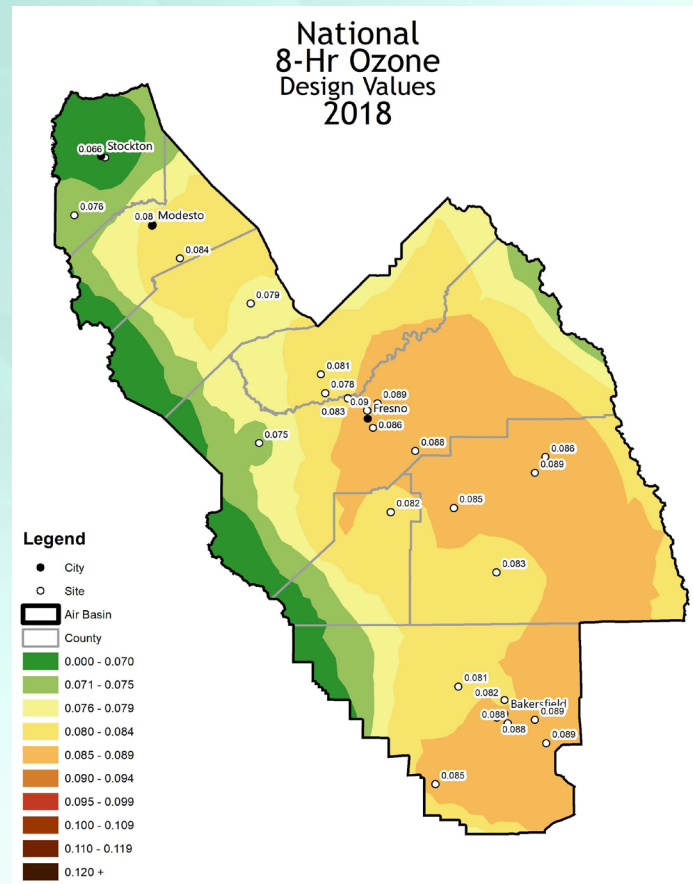 National
8-Hr Ozone
Design Values
2018
0.066 Stockton
0.076
0.08 Modesto
0.084
0.079
0.081
0.078
0.089
0.083
0.09
Fresno
0.086
0.075
0.088
0.086
0.089
0.082
0.085
0.083
0.081
0.082
Bakersfield
0.088
0.088
0.089
0.089
0.085
Legend
City
Site
Air Basin
County
0.000 - 0.070
0.071 - 0.075
0.076 - 0.079
0.080 - 0.084
0.085 - 0.089
0.090 - 0.094
0.095 - 0.099
0.100 - 0.109
0.110 - 0.119
0.120 +